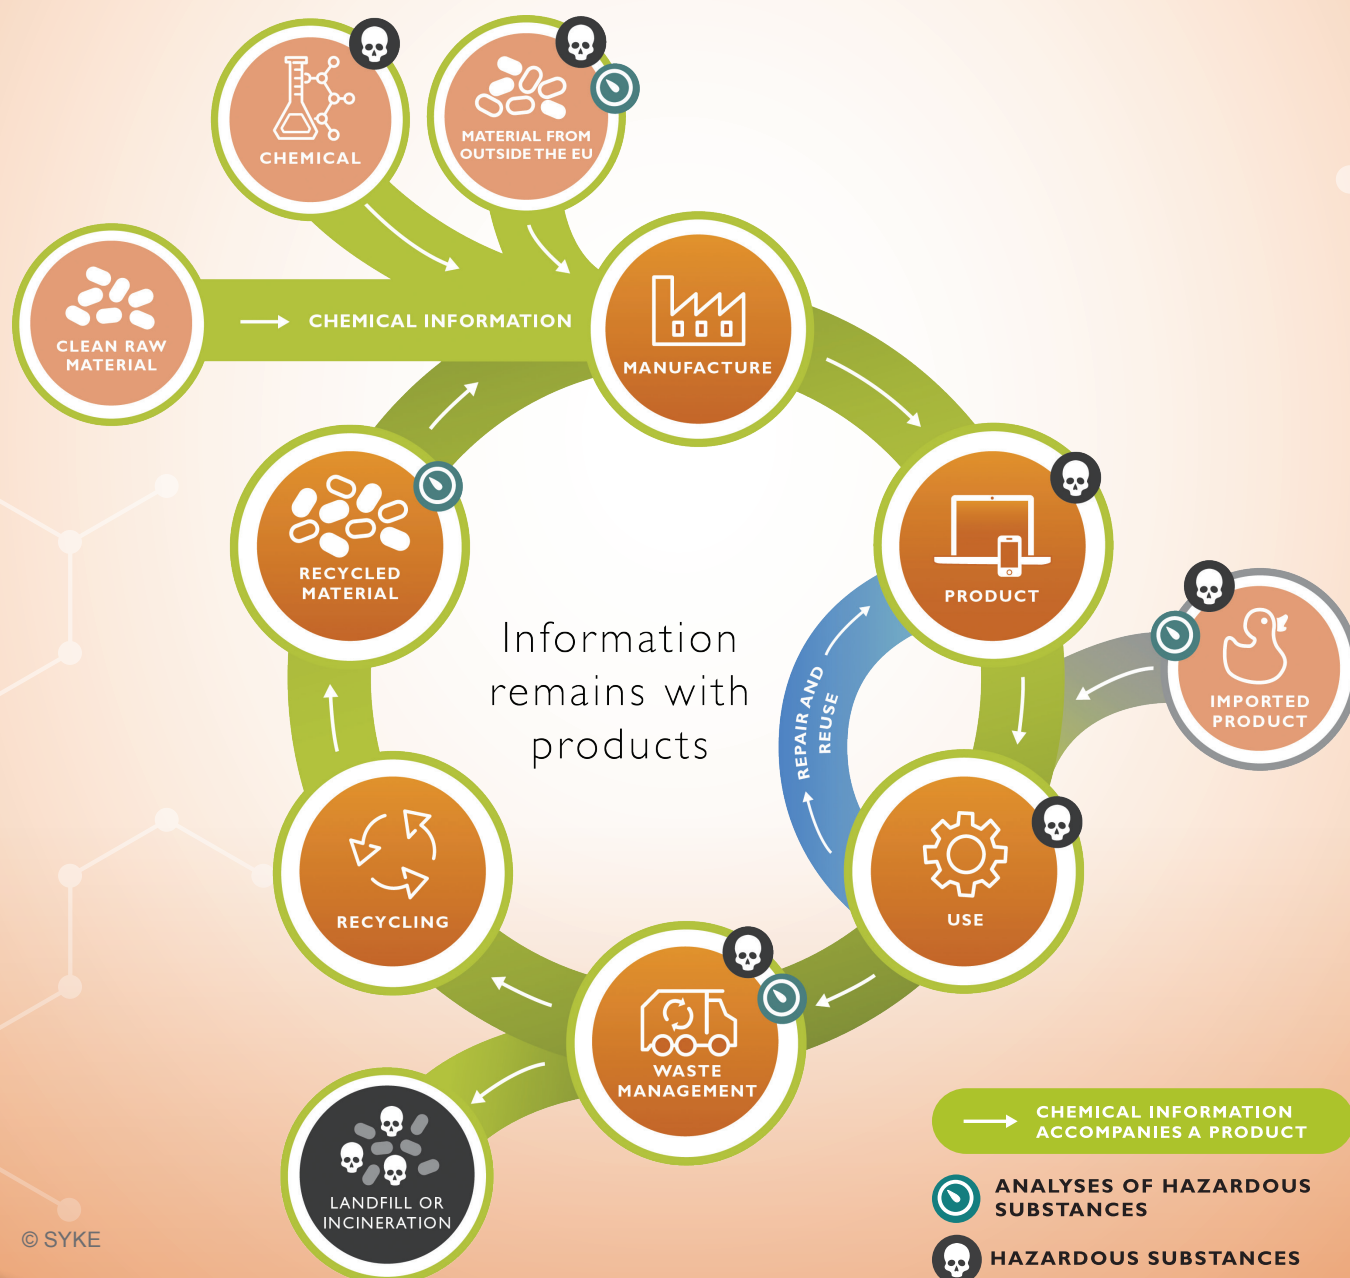 CHEMICAL
MATERIAL FROM
OUTSIDE THE EU
CLEAN RAW
MATERIAL
CHEMICAL INFORMATION
MANUFACTURE
RECYCLED
MATERIAL
PRODUCT
IMPORTED
PRODUCT
Information
remains with
products
REPAIR AND
REUSE
RECYCLING
USE
WASTE
MANAGEMENT
LANDFILL OR
INCINERATION
CHEMICAL INFORMATION
ACCOMPANIES A PRODUCT
ANALYSES OF HAZARDOUS
SUBSTANCES
HAZARDOUS SUBSTANCES
© SYKE